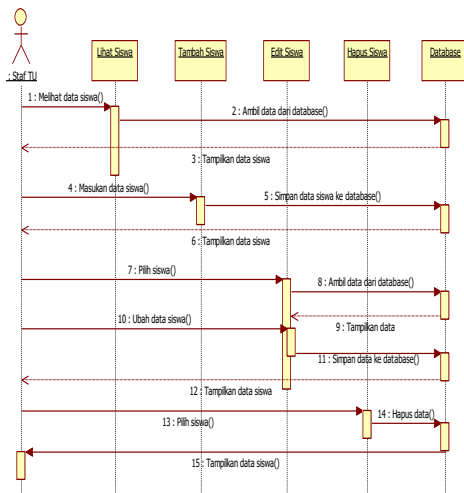 Lihat Siswa
Tambah Siswa
Edit Siswa
Hapus Siswa
Database
: Staf TU
1 : Melihat data siswa()
2 : Ambil data dari database()
3 : Tampilkan data siswa
4 : Masukan data siswa()
5 : Simpan data siswa ke database()
6 : Tampilkan data siswa
7 : Pilih siswa()
8 : Ambil data dari database()
9 : Tampilkan data
10 : Ubah data siswa()
11 : Simpan data ke database()
12 : Tampilkan data siswa
13 : Pilih siswa()
14 : Hapus data()
15 : Tampilkan data siswa()